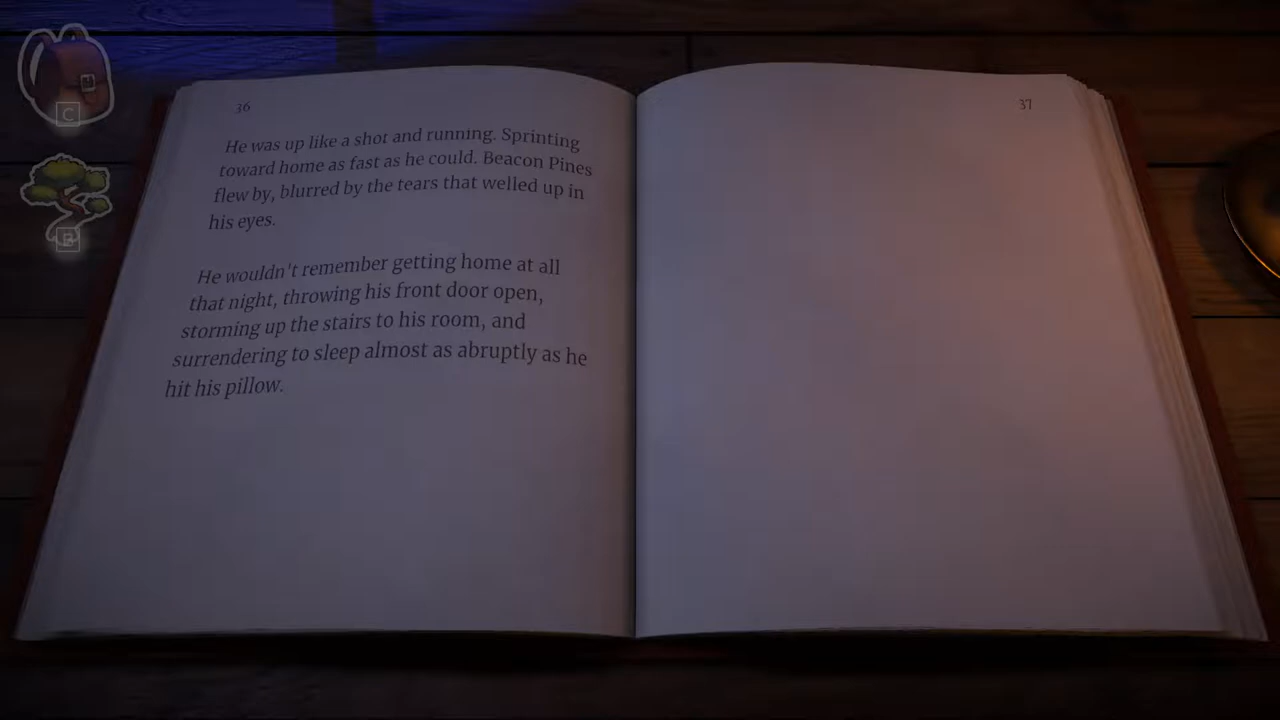 36
He was up like a shot and running. Sprinting
toward home as fast as he could. Beacon Pines
flew by, blurred by the tears that welled up in
his eyes.
He wouldn't remember getting home at all
that night, throwing his front door open,
storming up the stairs to his room, and
surrendering to sleep almost as abruptly as he
hit his pillow.
37
C
B